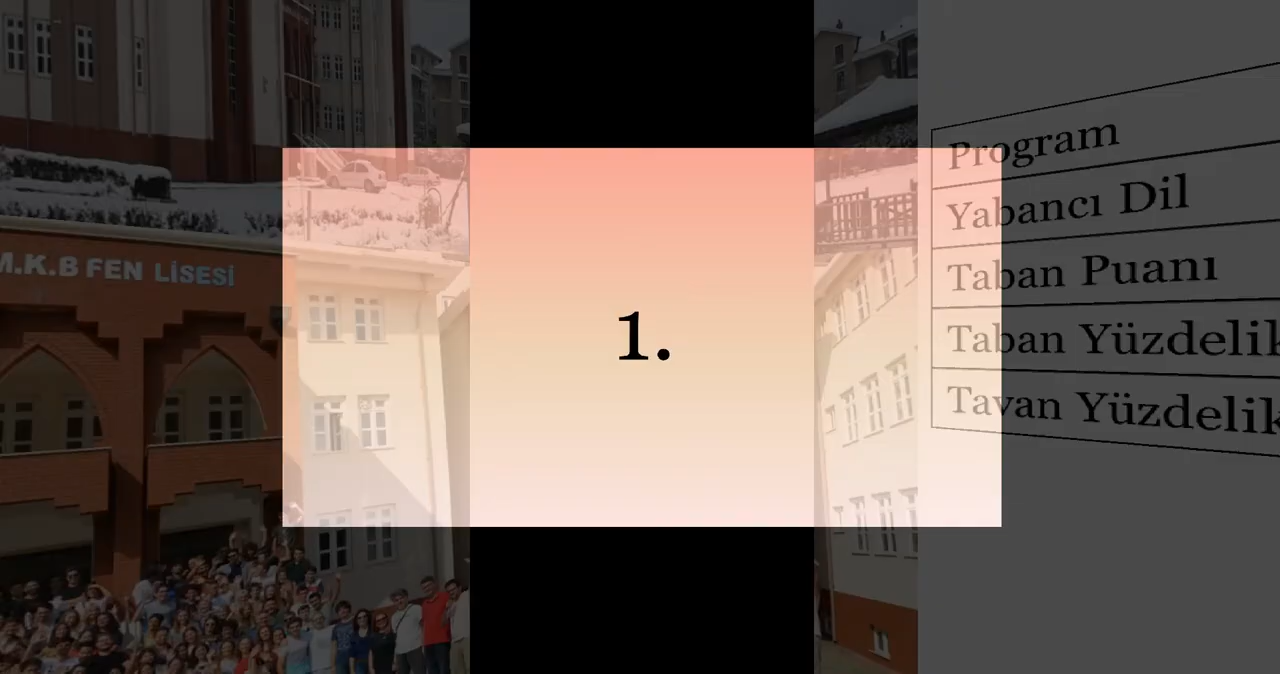 M.K.B FEN LİSESİ
1.
Program
Yabancı Dil
Taban Puanı
Taban Yüzdelik
Tavan Yüzdelik